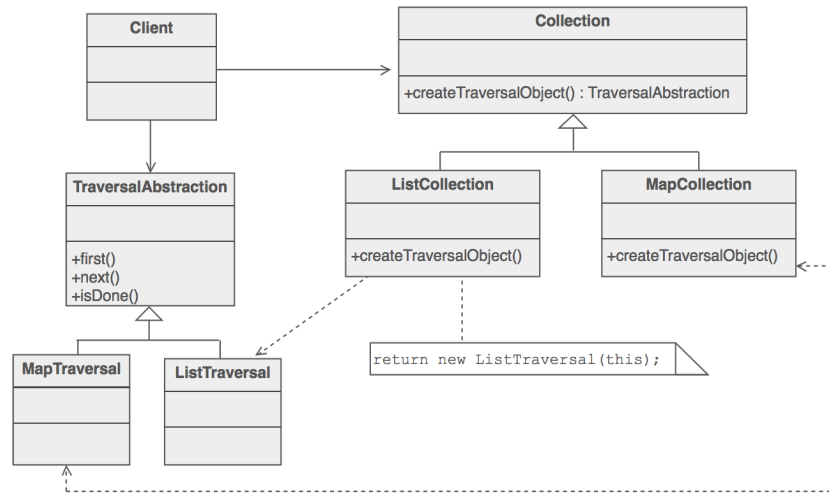 Client
Collection
+createTraversalObject() : TraversalAbstraction
TraversalAbstraction
+first()
+next()
+isDone()
ListCollection
+createTraversalObject()
MapCollection
+createTraversalObject()
return new ListTraversal(this);
MapTraversal
ListTraversal